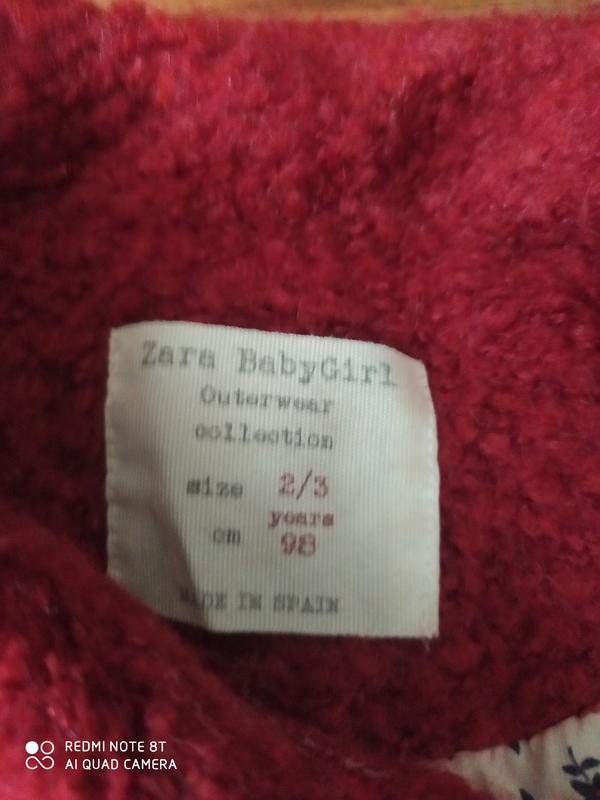 Zara BabyGirl
Outerwear
collection
size 2/3
years
cm 98
MADE IN SPAIN
REDMI NOTE 8T
AI QUAD CAMERA